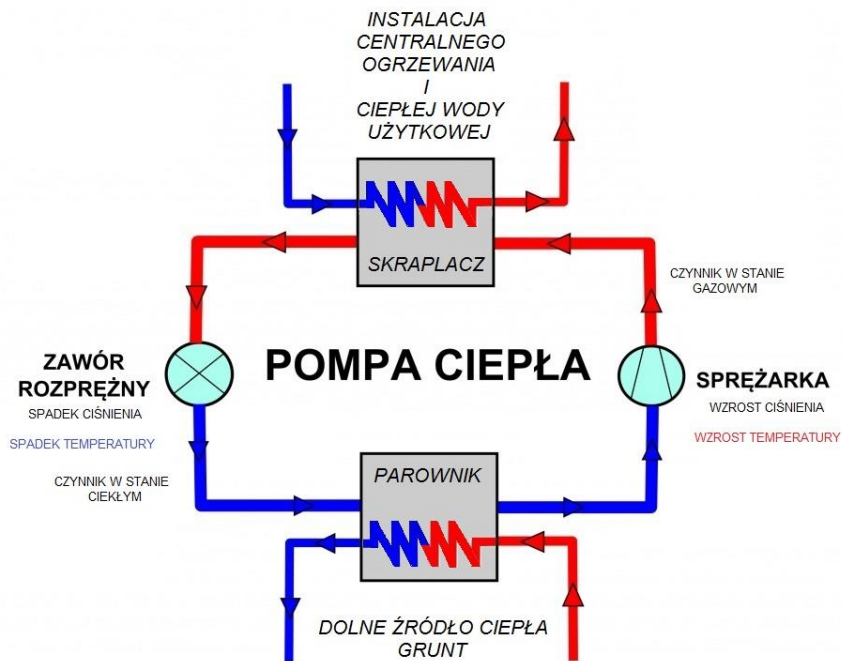 INSTALACJA
CENTRALNEGO
OGRZEWANIA
I
CIEPŁEJ WODY
UŻYTKOWEJ
SKRAPLACZ
CZYNNIK W STANIE
GAZOWYM
ZAWÓR
ROZPRĘŻNY
SPADEK CIŚNIENIA
SPADEK TEMPERATURY
CZYNNIK W STANIE
CIEKŁYM
POMPA CIEPŁA
SPRĘŻARKA
WZROST CIŚNIENIA
WZROST TEMPERATURY
PAROWNIK
DOLNE ŹRÓDŁO CIEPŁA
GRUNT